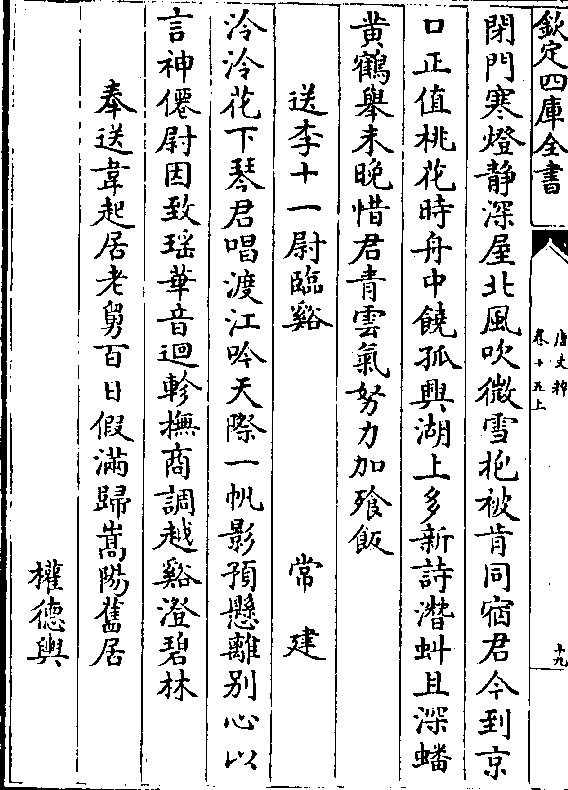 欽定四庫全書
唐文粹
卷十五上
十九
閉門寒燈静深屋北風吹微雪抱被肯同宿君今到京
口正值桃花時舟中饒孤興湖上多新詩潛虯且深蟠
黄鶴舉未晚惜君青雲氣努力加飱飯
送李十一尉臨谿 常建
泠泠花下琴君唱渡江吟天際一帆影預懸離别心以
言神僊尉因致瑶華音迴軫撫商調越谿澄碧林
奉送韋起居老舅百日假滿歸嵩陽舊居
權德輿